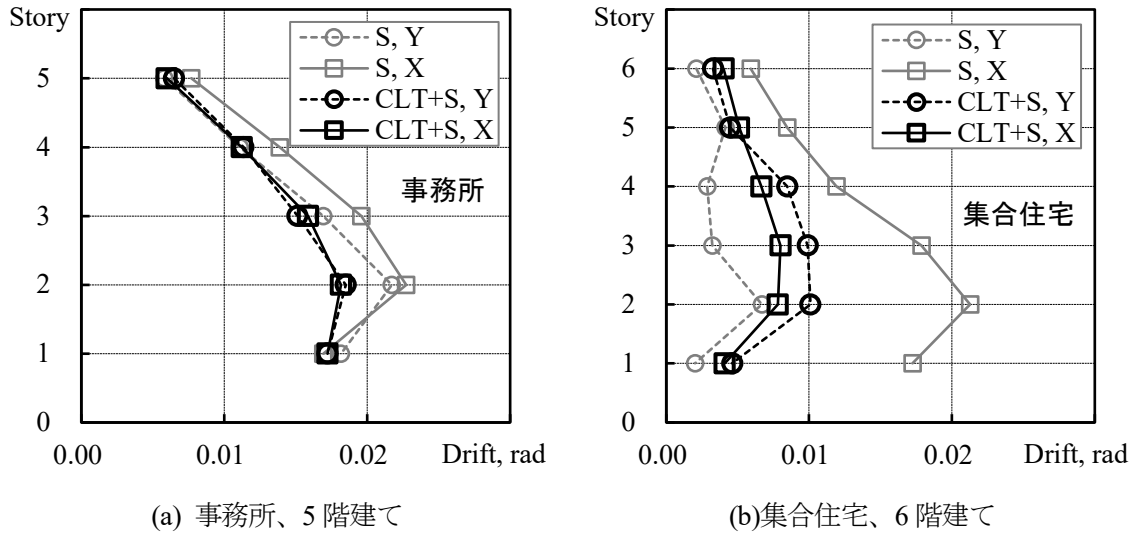 Story
5
4
3
2
1
0
0.00
0.01
0.02
Drift, rad
S, Y
S, X
CLT+S, Y
CLT+S, X
事務所
(a) 事務所、5 階建て
Story
6
5
4
3
2
1
0
0.00
0.01
0.02
Drift, rad
S, Y
S, X
CLT+S, Y
CLT+S, X
集合住宅
(b)集合住宅、6 階建て